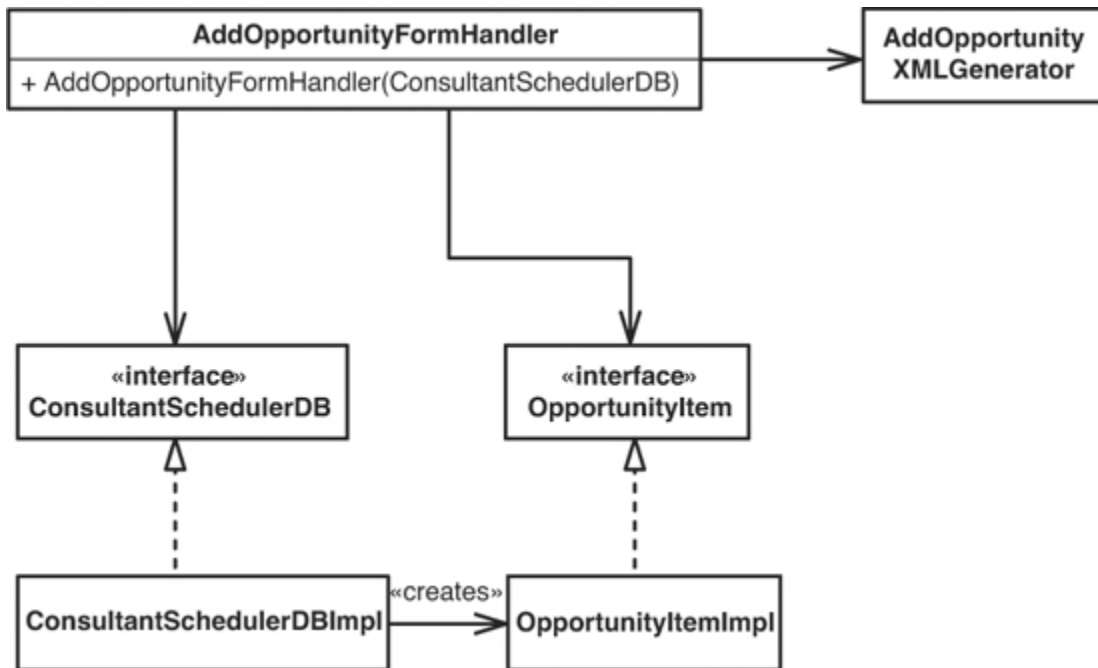 AddOpportunityFormHandler
+ AddOpportunityFormHandler(ConsultantSchedulerDB)
AddOpportunity
XMLGenerator
«interface»
ConsultantSchedulerDB
«interface»
OpportunityItem
ConsultantSchedulerDBImpl
«creates»
OpportunityItemImpl